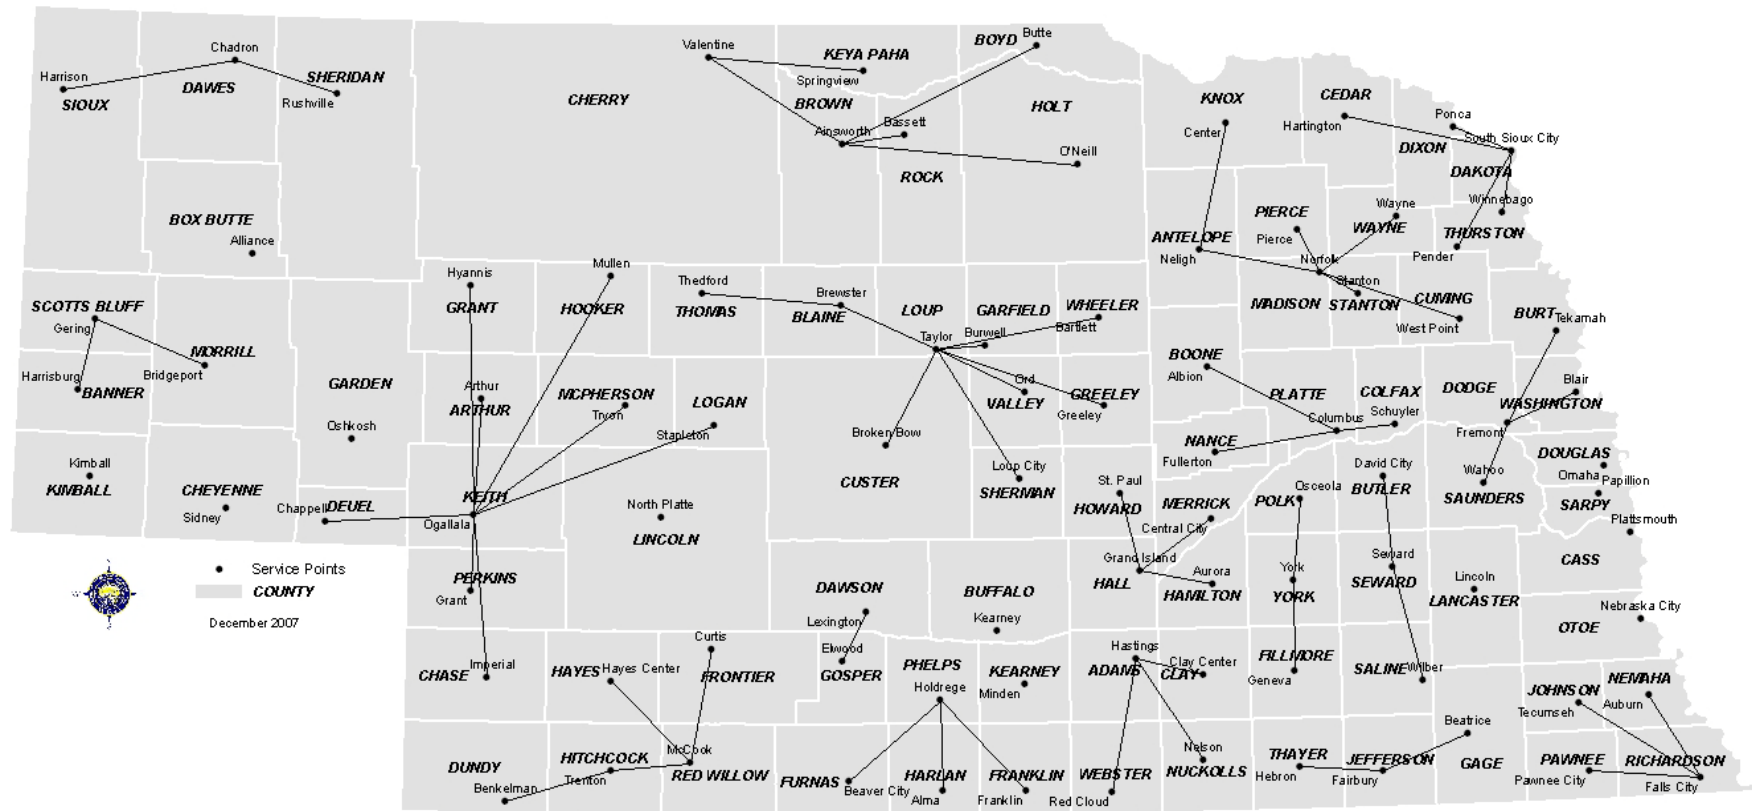 Harrison
SIOUX
Chadron
DAWES
SHERIDAN
Rushville
CHERRY
Valentine
KEYA PAHA
Springview
BROWN
Ainsworth
Bassett
ROCK
BOYD
Butte
HOLT
O'Neill
KNOX
Center
CEDAR
Hartington
Ponca
DIXON
South Sioux City
DAKOTA
Winnebago
THURSTON
Pender
BOX BUTTE
Alliance
ANTELOPE
Neligh
PIERCE
Pierce
Wayne
WAYNE
Norfolk
MADISON
Stanton
STANTON
CUMING
West Point
BURT
Tekamah
SCOTTS BLUFF
Gering
MORRILL
Bridgeport
Harrisburg
BANNER
GARDEN
Oshkosh
Hyannis
GRANT
Mullen
HOOKER
Thedford
THOMAS
Brewster
BLAINE
LOUP
Taylor
GARFIELD
Burwell
WHEELER
Bartlett
Arthur
ARTHUR
MCPHERSON
Tryon
LOGAN
Stapleton
Broken Bow
CUSTER
Ord
VALLEY
GREELEY
Greeley
BOONE
Albion
PLATTE
Columbus
COLFAX
Schuyler
DODGE
Fremont
Blair
WASHINGTON
NANCE
Fullerton
Kimball
KIMBALL
CHEYENNE
Sidney
Chappell
DEUEL
KEITH
Ogallala
North Platte
LINCOLN
Loup City
SHERMAN
St. Paul
HOWARD
MERRICK
Central City
POLK
Osceola
David City
BUTLER
Wahoo
SAUNDERS
DOUGLAS
Omaha
Papillion
SARPY
Plattsmouth
CASS
PERKINS
Grant
DAWSON
Lexington
BUFFALO
Kearney
Grand Island
HALL
Aurora
HAMILTON
York
YORK
Seward
SEWARD
Lincoln
LANCASTER
Nebraska City
OTOE
Service Points
COUNTY
December 2007
CHASE
Imperial
HAYES
Hayes Center
Curtis
FRONTIER
Elwood
GOSPER
PHELPS
Holdrege
KEARNEY
Minden
Hastings
ADAMS
Clay Center
CLAY
FILLMORE
Geneva
SALINE
Wilber
JOHNSON
Tecumseh
NEMAHA
Auburn
DUNDY
Benkelman
HITCHCOCK
Trenton
McCook
RED WILLOW
FURNAS
Beaver City
HARLAN
Alma
FRANKLIN
Franklin
WEBSTER
Red Cloud
Nelson
NUCKOLLS
THAYER
Hebron
JEFFERSON
Fairbury
Beatrice
GAGE
PAWNEE
Pawnee City
RICHARDSON
Falls City